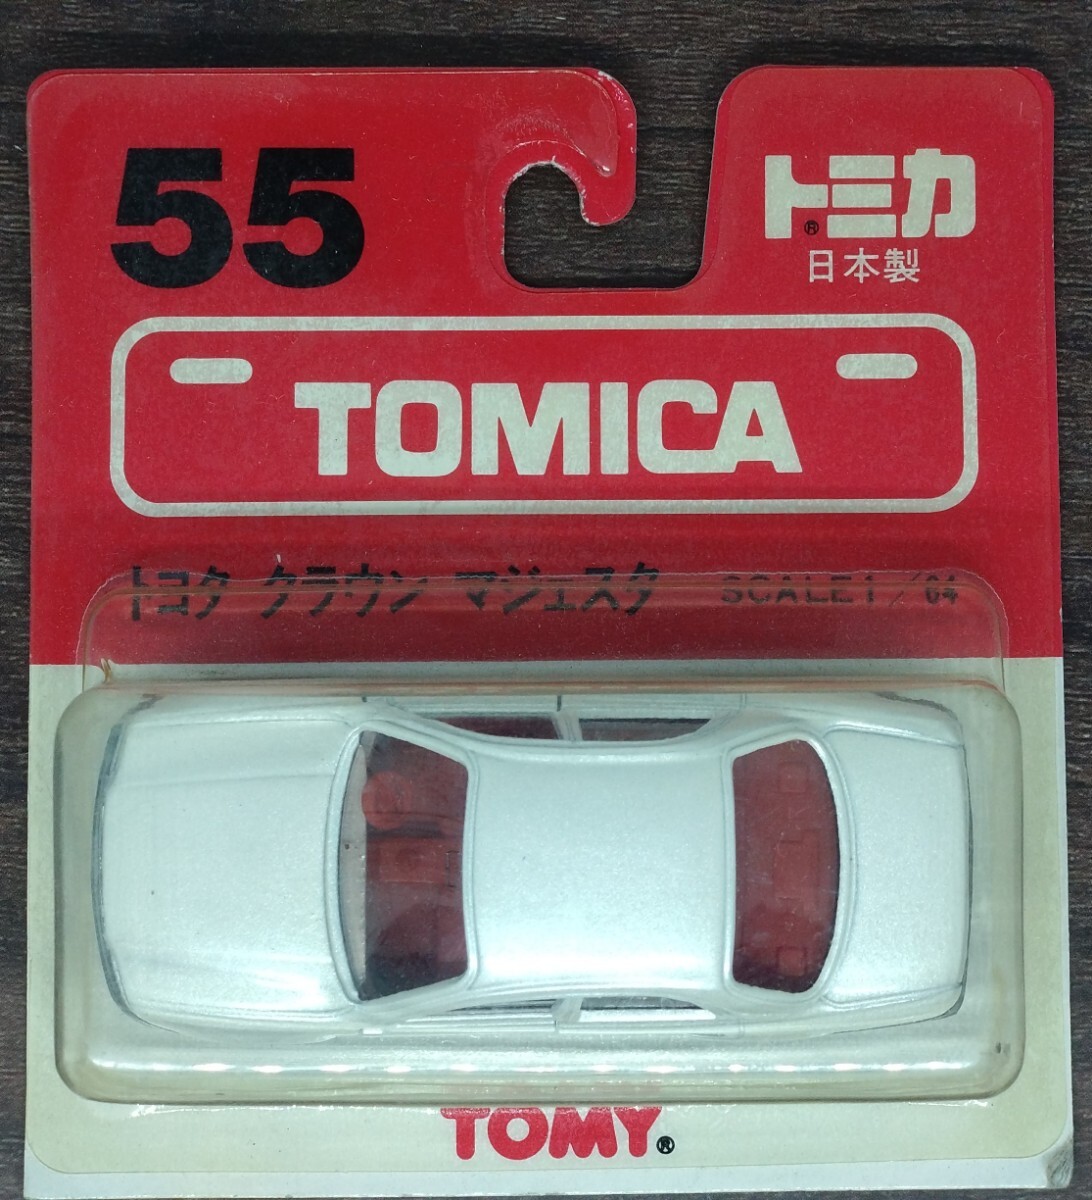 55
トミカ®
日本製
TOMICA
トヨタ クラウン マジェスタ SCALE1/64
TOMY®